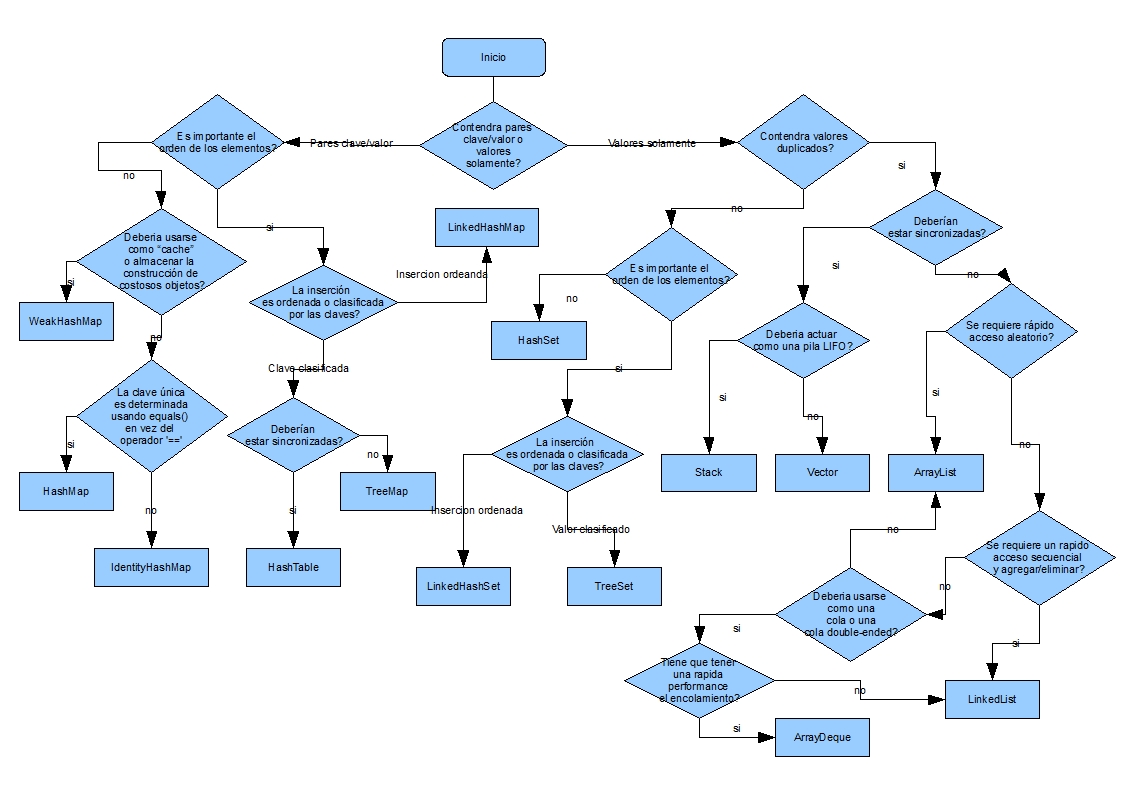 Inicio
Es importante el
orden de los elementos?
Pares clave/valor
Contendra pares
clave/valor o
valores
solamente?
Valores solamente
Contendra valores
duplicados?
si
no
no
si
LinkedHashMap
Deberían
estar sincronizadas?
Deberia usarse
como "cache"
o almacenar la
construcción de
costosos objetos?
Insercion ordeanda
Es importante el
orden de los elementos?
si
no
si
La inserción
es ordenada o clasificada
por las claves?
no
WeakHashMap
HashSet
Deberia actuar
como una pila LIFO?
Se requiere rápido
acceso aleatorio?
no
Clave clasificada
si
La clave única
es determinada
usando equals()
en vez del
operador '=='
si
si
no
Deberían
estar sincronizadas?
La inserción
es ordenada o clasificada
por las claves?
si
no
no
HashMap
TreeMap
Stack
Vector
ArrayList
no
si
Insercion ordenada
Valor clasificado
no
Se requiere un rapido
acceso secuencial
y agregar/eliminar?
IdentityHashMap
HashTable
LinkedHashSet
TreeSet
no
Deberia usarse
como una
cola o una
cola double-ended?
si
si
Tiene que tener
una rapida
performance
el encolamiento?
no
LinkedList
si
ArrayDeque